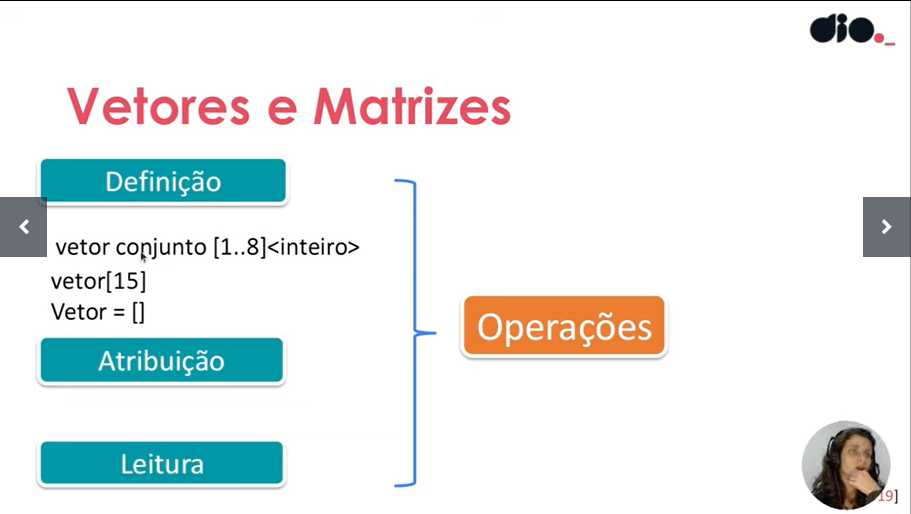 dio._
Vetores e Matrizes
Definição
vetor conjunto [1..8]<inteiro>
vetor[15]
Vetor = []
Operações
Atribuição
Leitura
19]